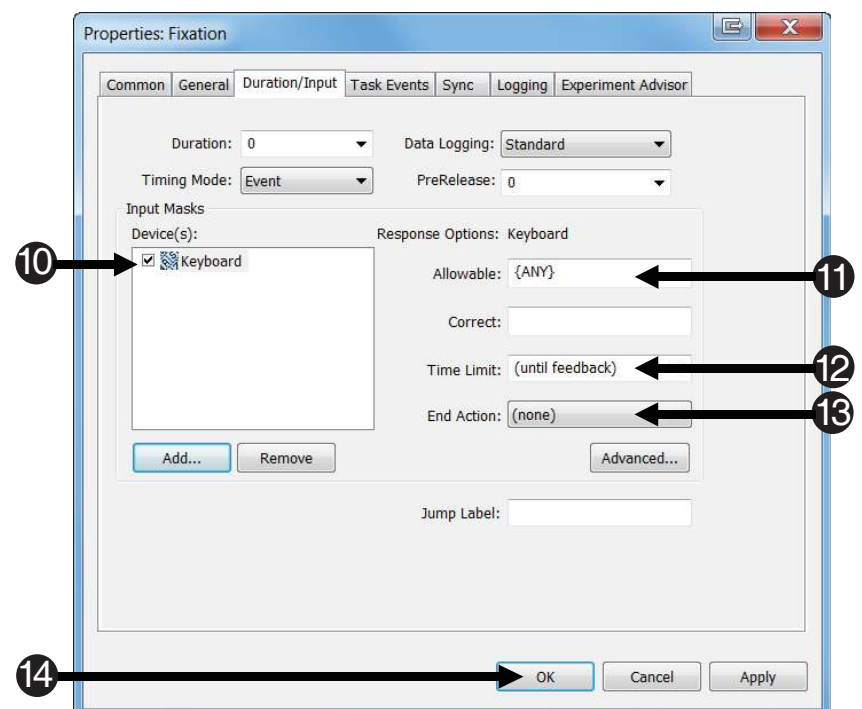 Properties: Fixation
Common General Duration/Input Task Events Sync Logging Experiment Advisor
Duration: 0 Data Logging: Standard
Timing Mode: Event PreRelease: 0
Input Masks
Device(s): Response Options: Keyboard
10 Keyboard
Allowable: {ANY} 11
Correct:
Time Limit: (until feedback) 12
End Action: (none) 13
Add... Remove Advanced...
Jump Label:
14 OK Cancel Apply